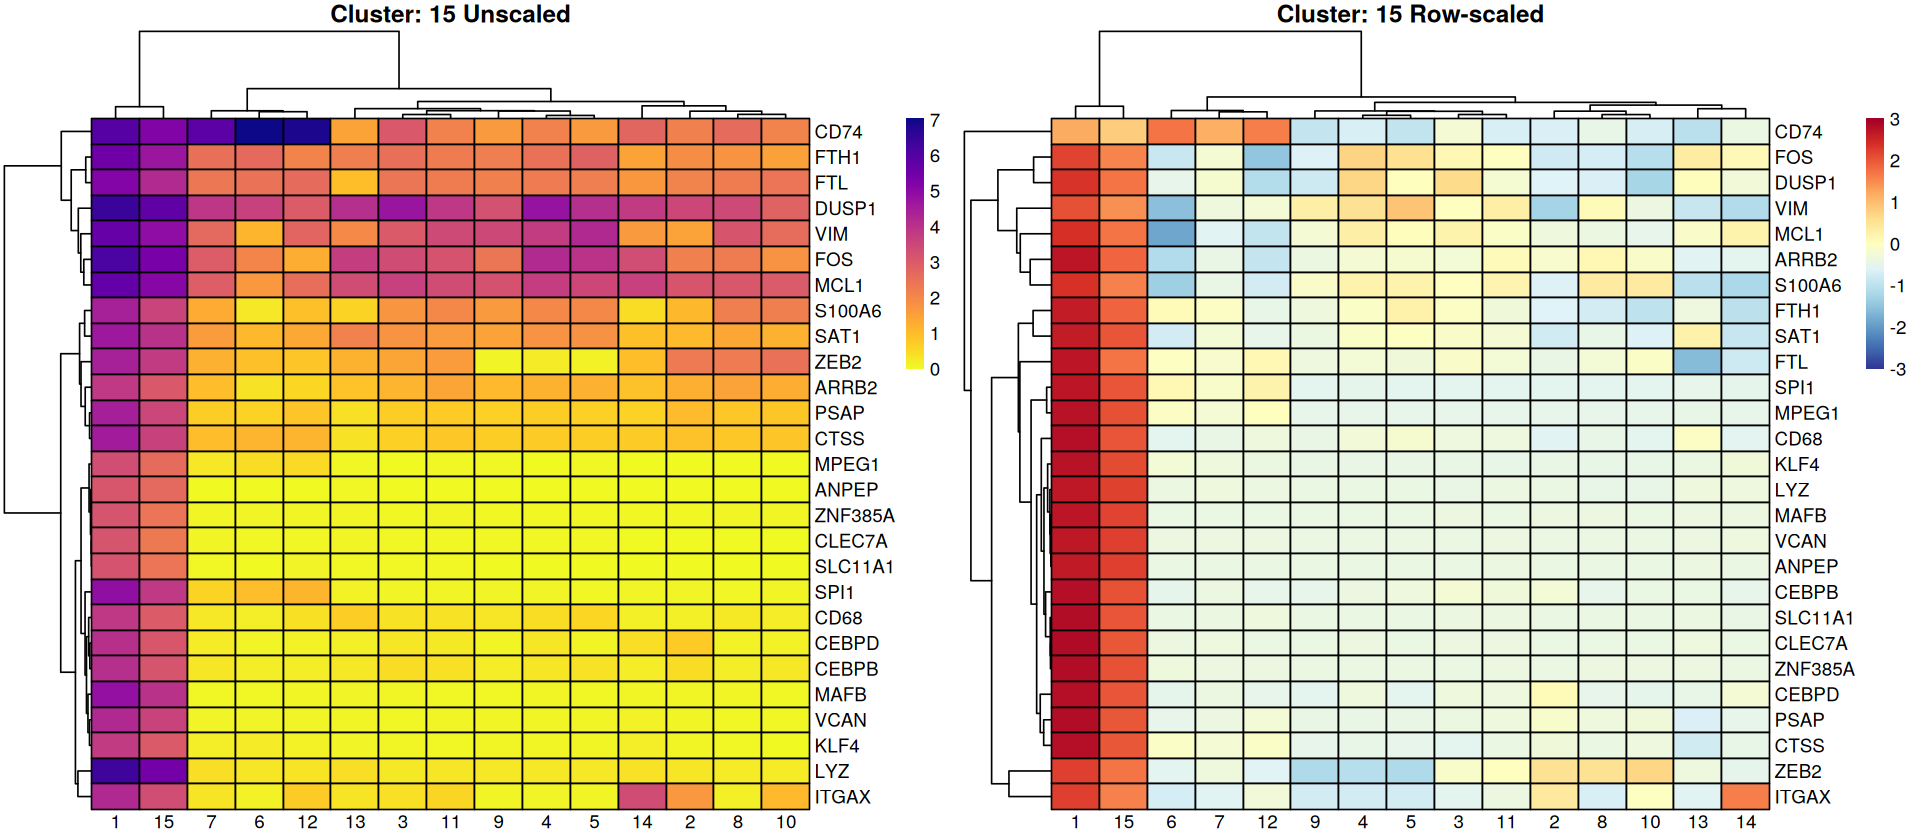 Cluster: 15 Unscaled
CD74
FTH1
FTL
DUSP1
VIM
FOS
MCL1
S100A6
SAT1
ZEB2
ARRB2
PSAP
CTSS
MPEG1
ANPEP
ZNF385A
CLEC7A
SLC11A1
SPI1
CD68
CEBPD
CEBPB
MAFB
VCAN
KLF4
LYZ
ITGAX
1 15 7 6 12 13 3 11 9 4 5 14 2 8 10
7
6
5
4
3
2
1
0
Cluster: 15 Row-scaled
CD74
FOS
DUSP1
VIM
MCL1
ARRB2
S100A6
FTH1
SAT1
FTL
SPI1
MPEG1
CD68
KLF4
LYZ
MAFB
VCAN
ANPEP
CEBPB
SLC11A1
CLEC7A
ZNF385A
CEBPD
PSAP
CTSS
ZEB2
ITGAX
1 15 6 7 12 9 4 5 3 11 2 8 10 13 14
3
2
1
0
-1
-2
-3